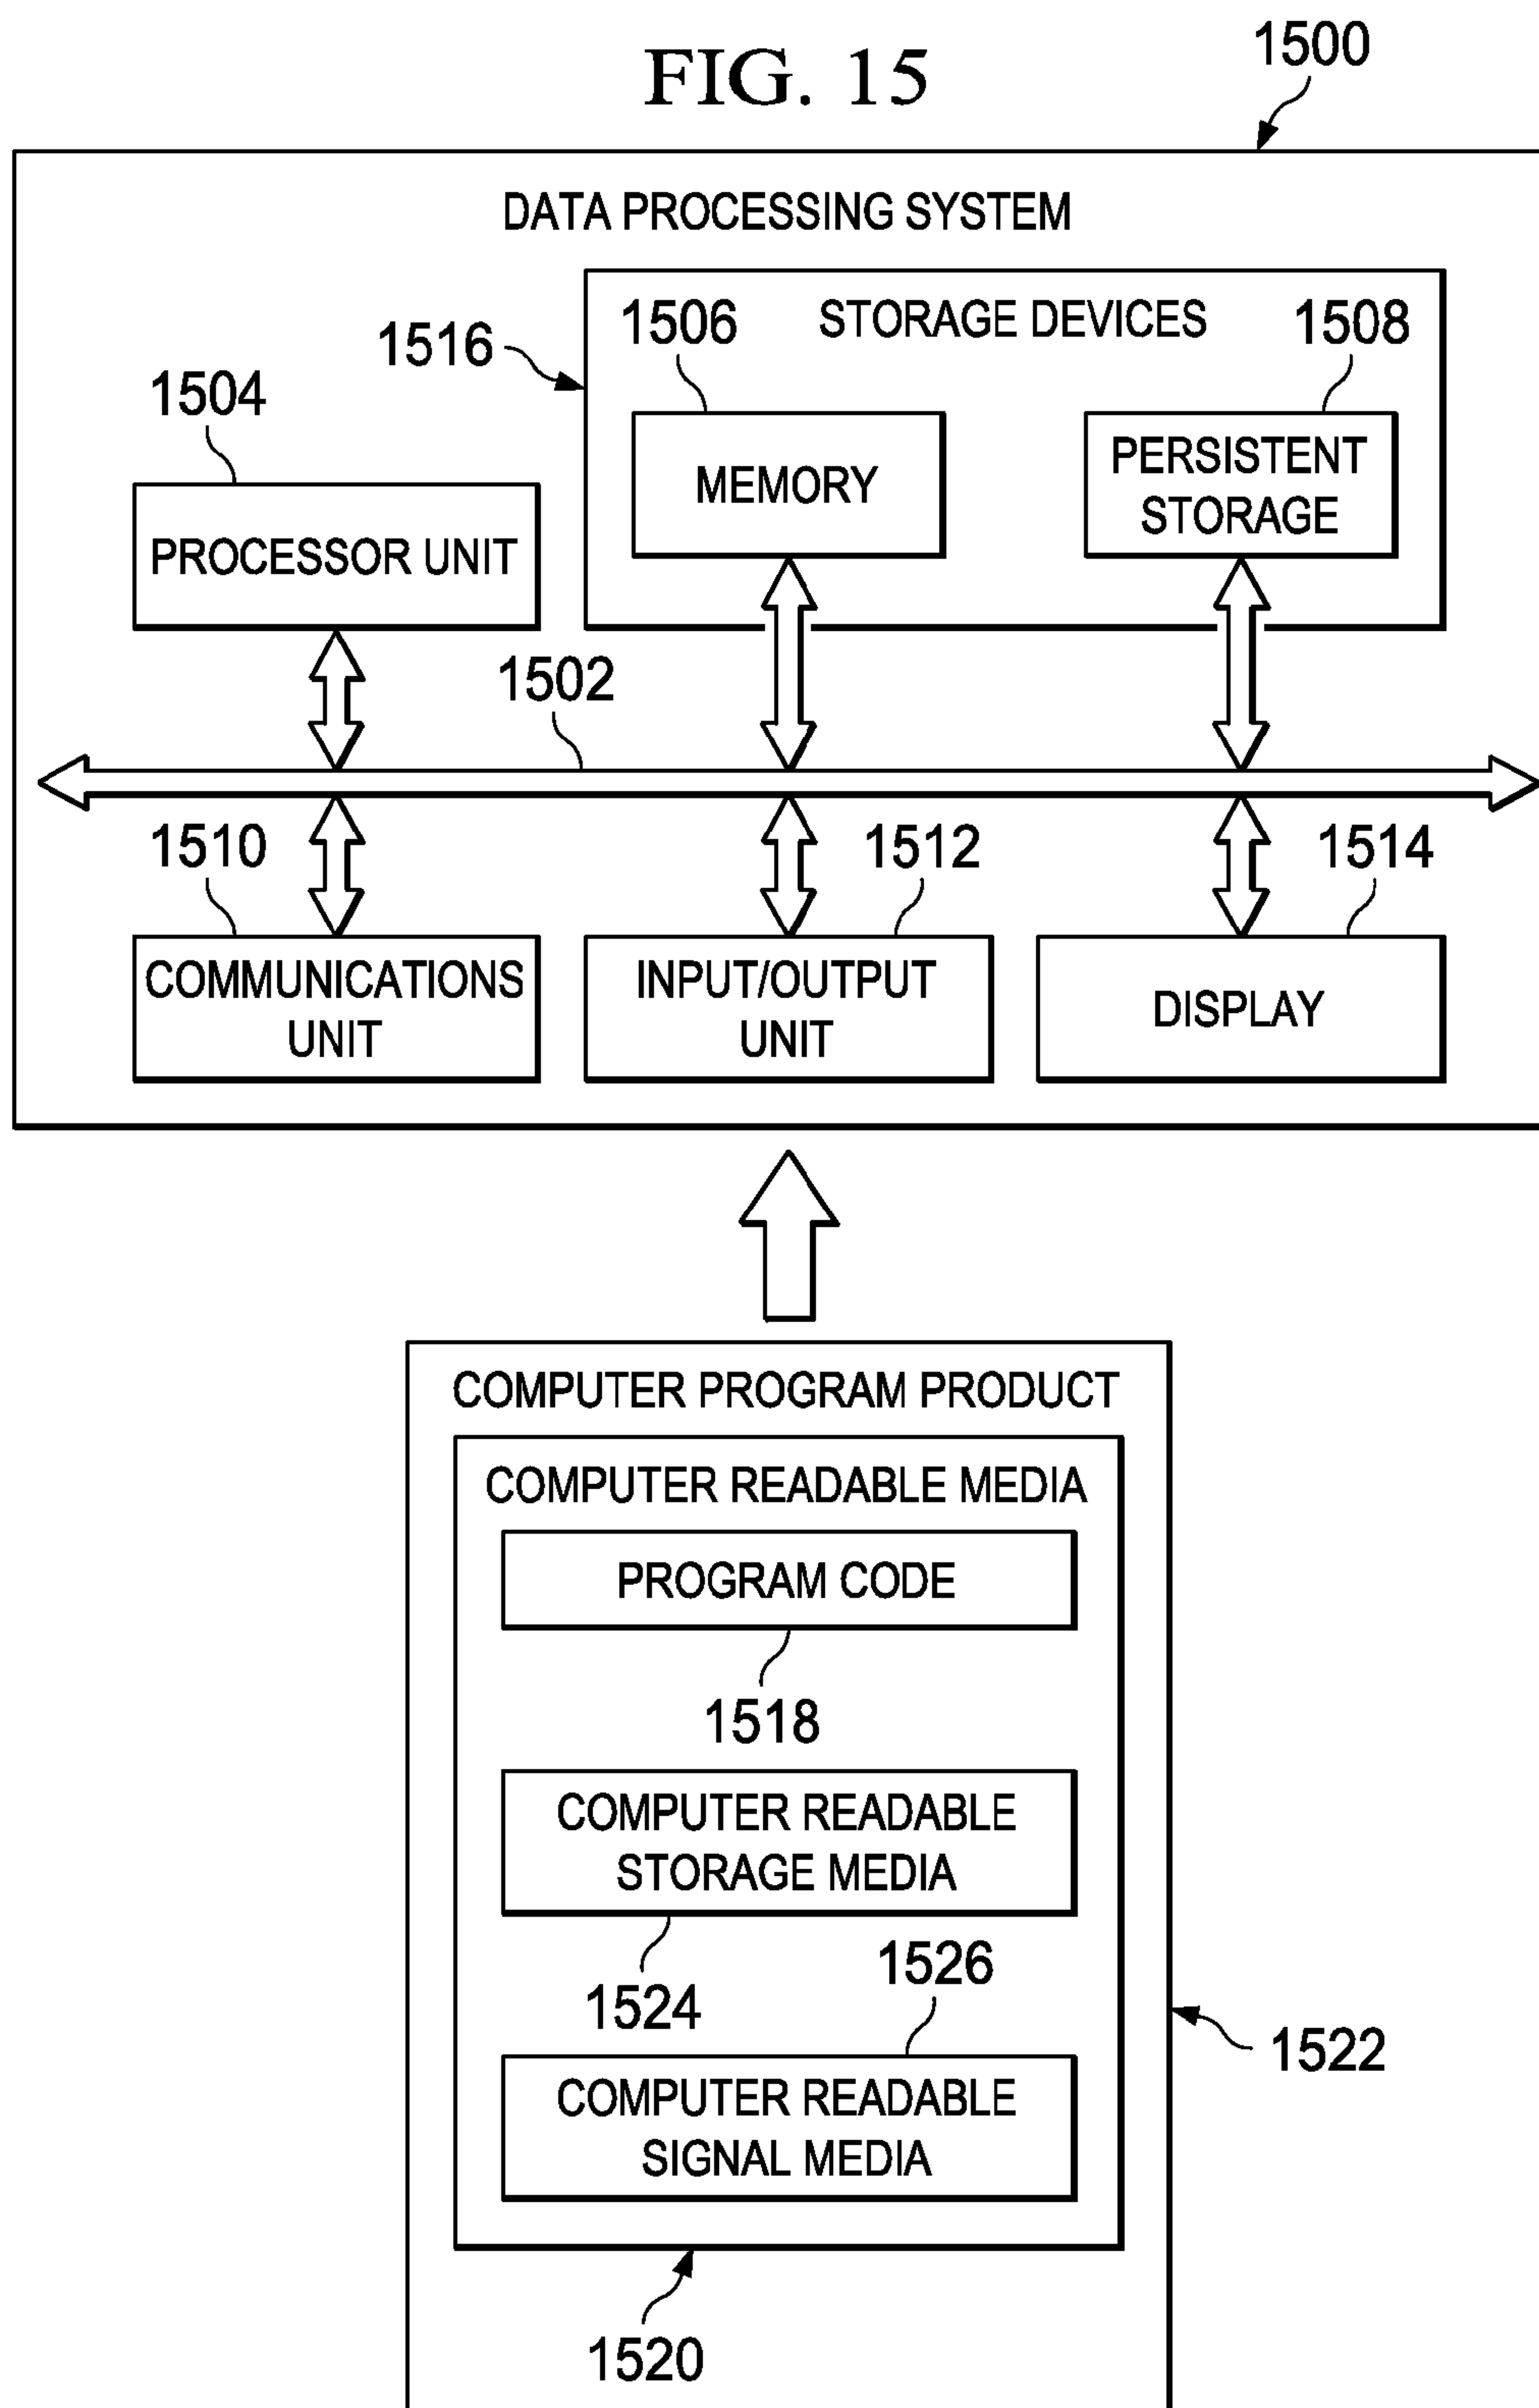 FIG. 15
1500
DATA PROCESSING SYSTEM
1516
1506
STORAGE DEVICES
1508
1504
MEMORY
PERSISTENT
STORAGE
PROCESSOR UNIT
1502
1510
1512
1514
COMMUNICATIONS
UNIT
INPUT/OUTPUT
UNIT
DISPLAY
COMPUTER PROGRAM PRODUCT
COMPUTER READABLE MEDIA
PROGRAM CODE
1518
COMPUTER READABLE
STORAGE MEDIA
1524
1526
COMPUTER READABLE
SIGNAL MEDIA
1522
1520